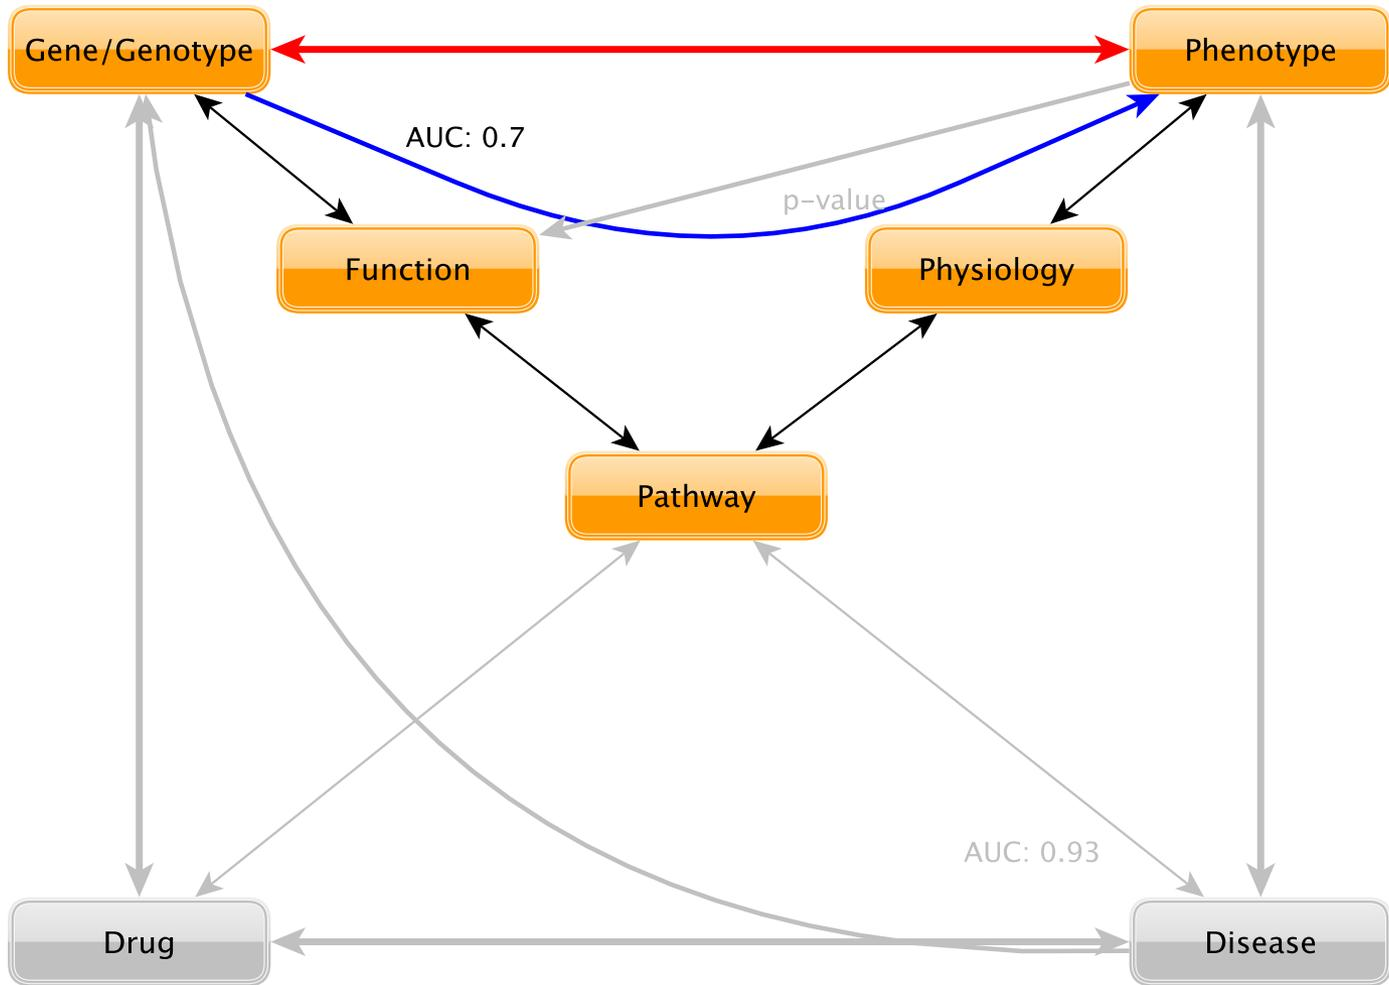 Gene/Genotype
Phenotype
AUC: 0.7
p-value
Function
Physiology
Pathway
AUC: 0.93
Drug
Disease